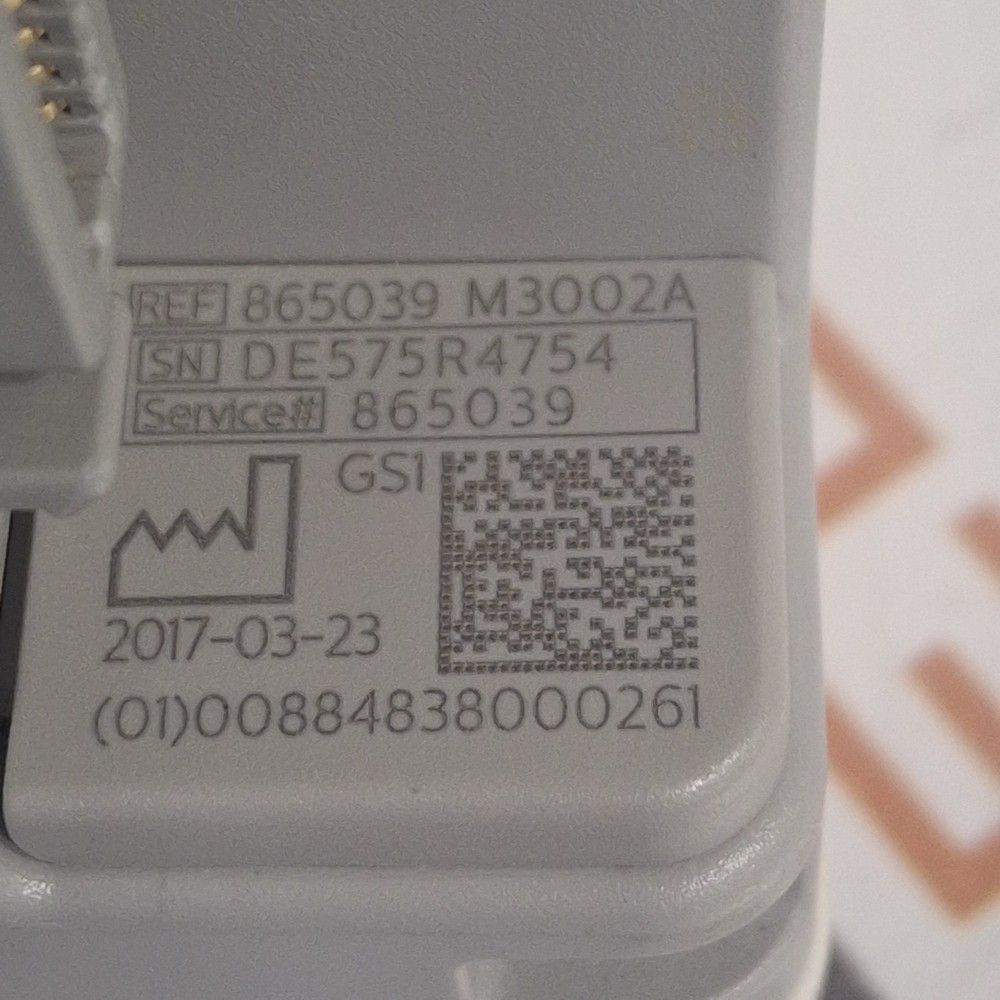 REF 865039 M3002A
SN DE575R4754
Service# 865039
GS1
2017-03-23
(01)00884838000261